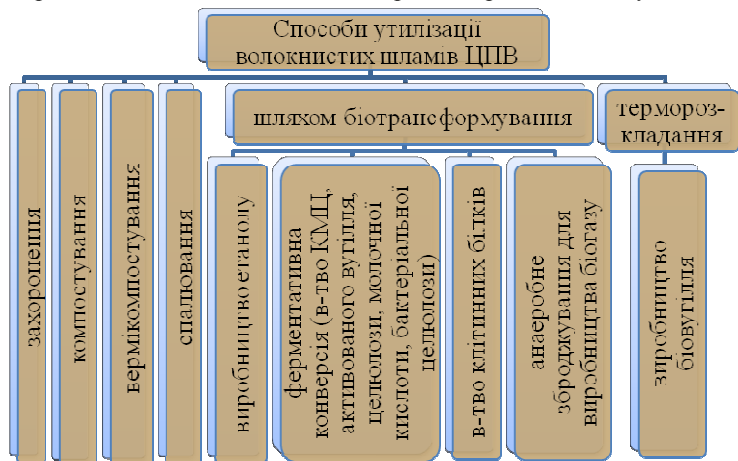 Способи утилізації
волокнистих шламів ЦПВ
захоронення
компостування
вермікомпостування
спалювання
шляхом біотрансформування
виробництво етанолу
ферментативна
конверсія (в-тво КМЦ,
активованого вугілля,
целюлози, молочної
кислоти, бактеріальної
целюлози)
в-тво клітинних білків
анаеробне
зброджування для
виробництва біогазу
терморoз-
кладання
виробництво
біовугілля